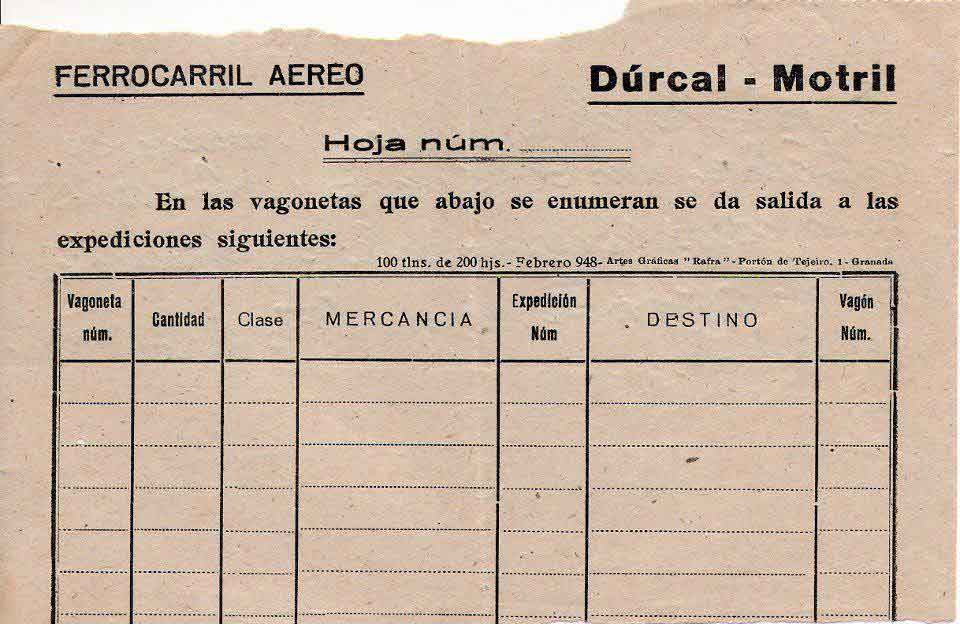 FERROCARRIL AEREO
Dúrcal - Motril
Hoja núm.
En las vagonetas que abajo se enumeran se da salida a las
expediciones siguientes:
100 tlns. de 200 hjs.- Febrero 948- Artes Gráficas "Rafra"- Portón de Tejeiro, 1 - Granada
Vagoneta núm.
Cantidad
Clase
MERCANCIA
Expedición Núm
DESTINO
Vagón Núm.